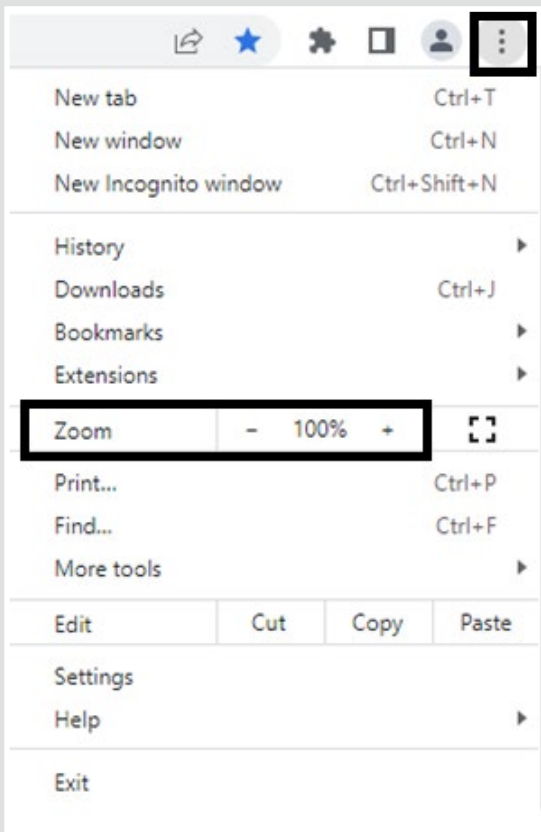 New tab Ctrl+T
New window Ctrl+N
New Incognito window Ctrl+Shift+N
History
Downloads Ctrl+J
Bookmarks
Extensions
Zoom - 100% +
Print... Ctrl+P
Find... Ctrl+F
More tools
Edit Cut Copy Paste
Settings
Help
Exit